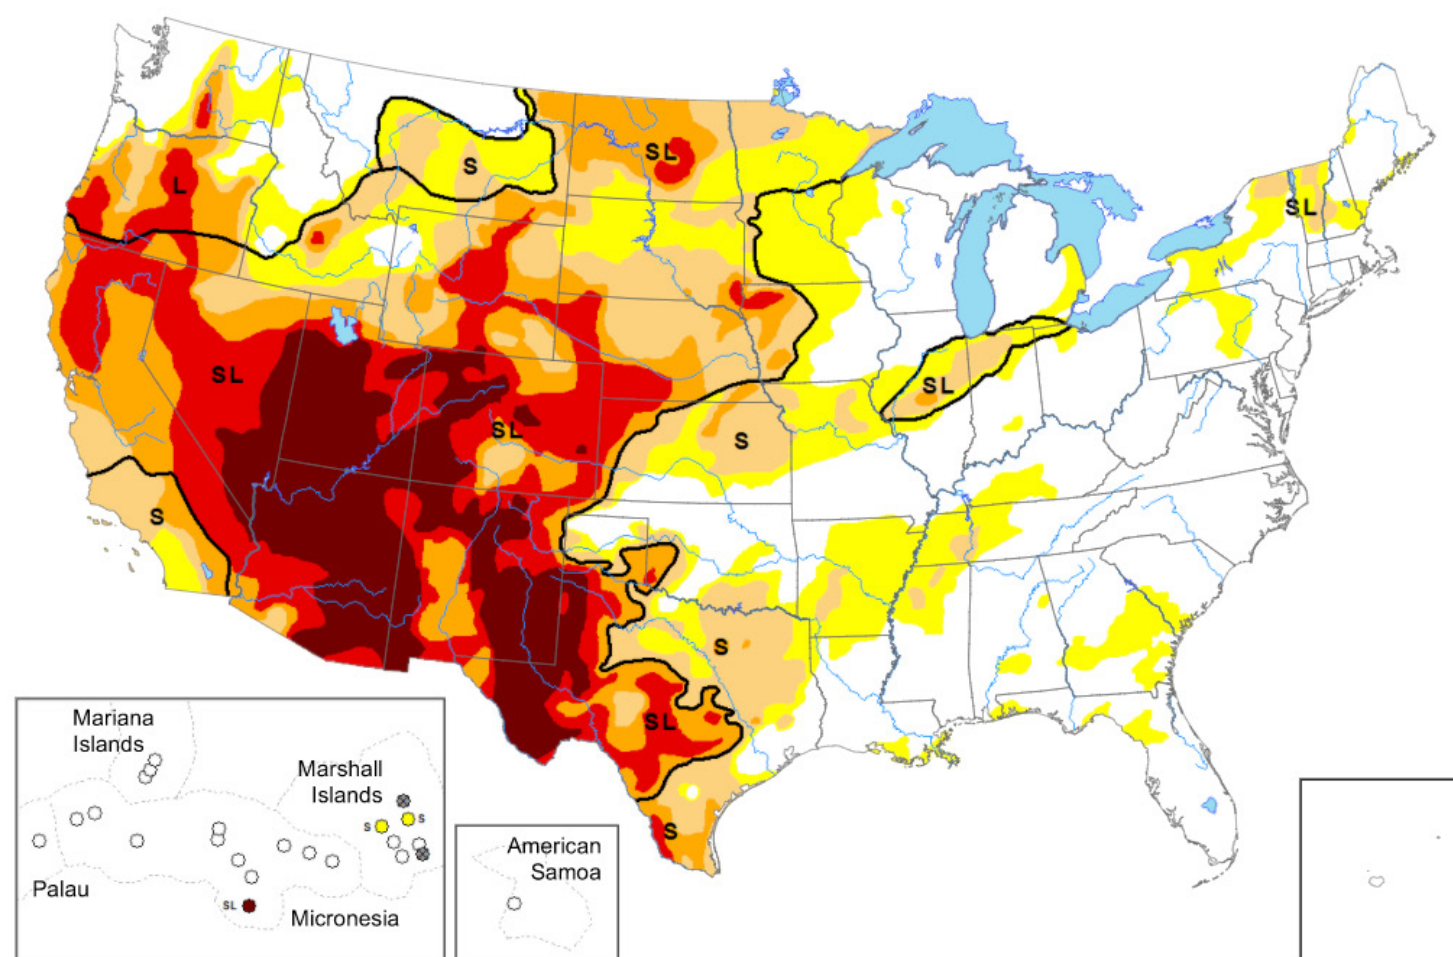 S
SL
L
SL
SL
SL
SL
S
S
S
SL
S
Mariana
Islands
Marshall
Islands
S
S
Palau
SL
Micronesia
American
Samoa